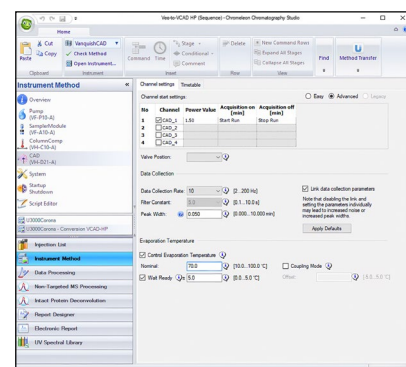 Vee-to-VCAD HP (Sequence) - Chromeleon Chromatography Studio
Home
Paste
Cut
Copy
Clipboard
VanquishCAD
Check Method
Open Instrument...
Instrument
Command
Time
Stage
Condition
Comment
Insert
Delete
Row
New Command Rows
Expand All Stages
Collapse All Stages
View
Find
Method Transfer
Instrument Method
Overview
Pump
(VF-P10-A)
SamplerModule
(VF-A10-A)
ColumnComp
(VH-C10-A)
CAD
(VH-D21-A)
System
Startup
Shutdown
Script Editor
U3000Corona
U3000Corona - Conversion VCAD-HP
Injection List
Instrument Method
Data Processing
Non-Targeted MS Processing
Intact Protein Deconvolution
Report Designer
Electronic Report
UV Spectral Library
Channel settings Timetable
Channel start settings
Easy Advanced Legacy
No Channel Power Value Acquisition on [min] Acquisition off [min]
1 CAD_1 1.51 Start Run Stop Run
2 CAD_2
3 CAD_3
4 CAD_4
Valve Position:
Data Collection
Data Collection Rate: 10 [2...200 Hz]
Filter Constant: 5.0 [0.1...10.0 s]
Peak Width: 0.050 [0.000...10.000 min]
Link data collection parameters
Note that disabling the link and
setting the parameters individually
may lead to increased noise or
increased peak widths.
Apply Defaults
Evaporation Temperature
Control Evaporation Temperature
Nominal: 70.0 [10.0...100.0 °C]
Coupling Mode
Wait Ready 5.0 [0.0...5.0 °C]
Offset: